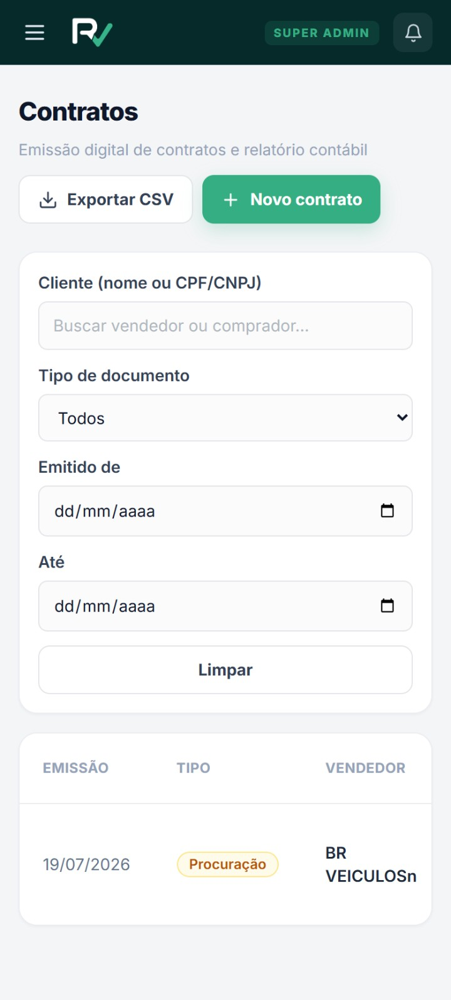 SUPER ADMIN
Contratos
Emissão digital de contratos e relatório contábil
Exportar CSV
Novo contrato
Cliente (nome ou CPF/CNPJ)
Buscar vendedor ou comprador...
Tipo de documento
Todos
Emitido de
dd/mm/aaaa
Até
dd/mm/aaaa
Limpar
EMISSÃO TIPO VENDEDOR
19/07/2026 Procuração BR
VEICULOSn